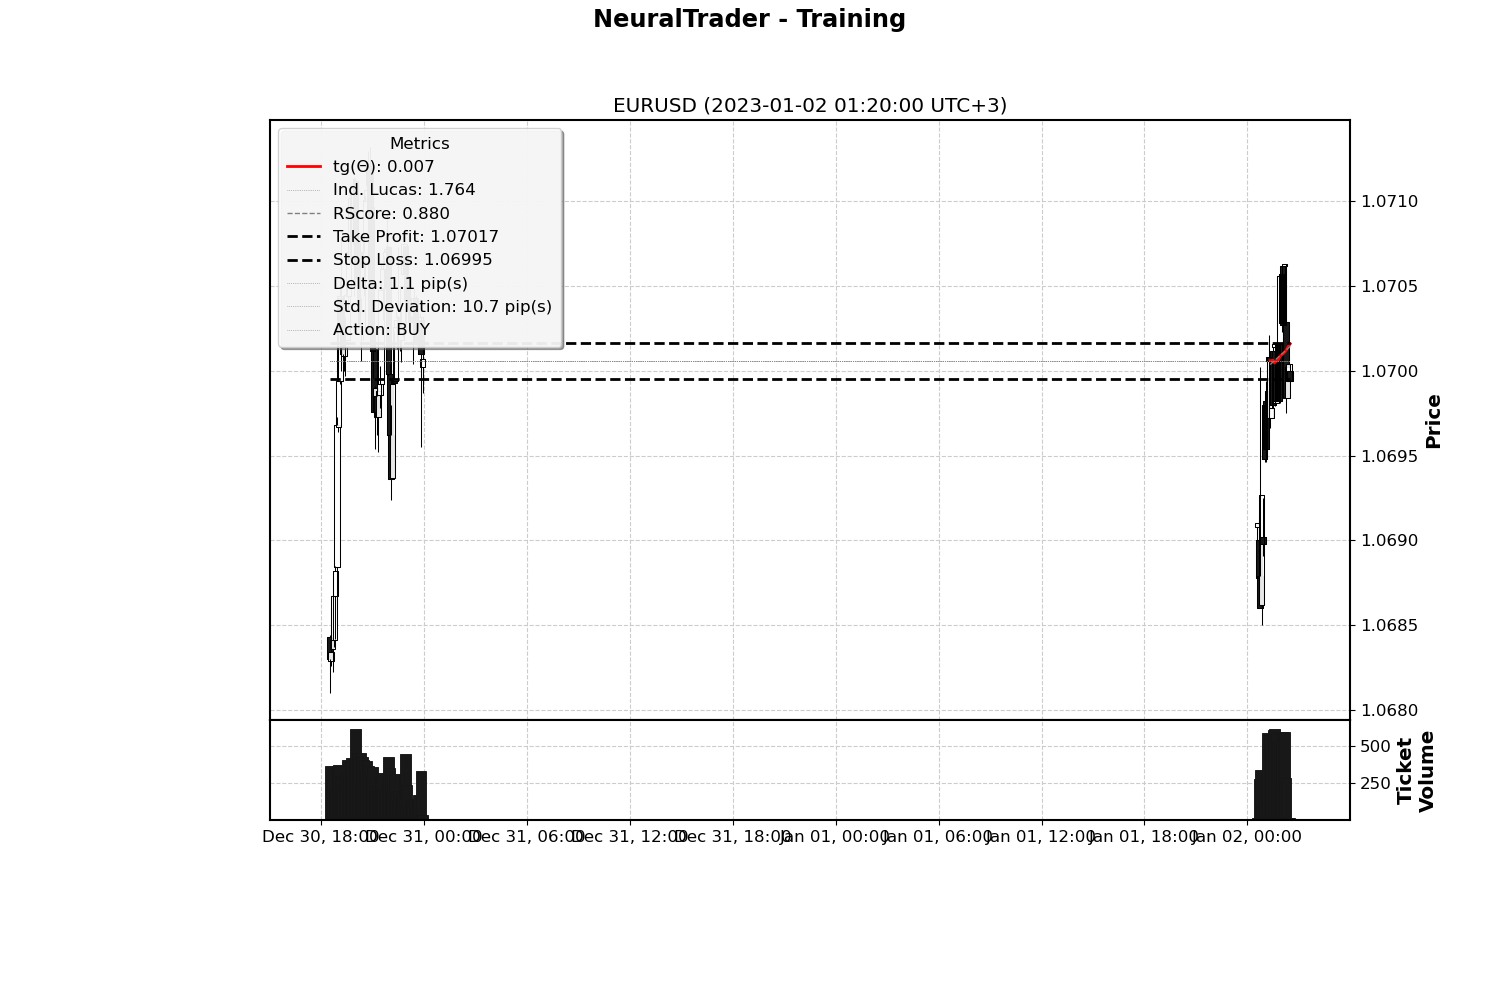 NeuralTrader - Training
EURUSD (2023-01-02 01:20:00 UTC+3)
Metrics
tg(Θ): 0.007
Ind. Lucas: 1.764
RScore: 0.880
Take Profit: 1.07017
Stop Loss: 1.06995
Delta: 1.1 pip(s)
Std. Deviation: 10.7 pip(s)
Action: BUY
1.0710
1.0705
1.0700
1.0695
1.0690
1.0685
1.0680
Price
500
250
Ticket
Volume
Dec 30, 18:00
Dec 31, 00:00
Dec 31, 06:00
Dec 31, 12:00
Dec 31, 18:00
Jan 01, 00:00
Jan 01, 06:00
Jan 01, 12:00
Jan 01, 18:00
Jan 02, 00:00